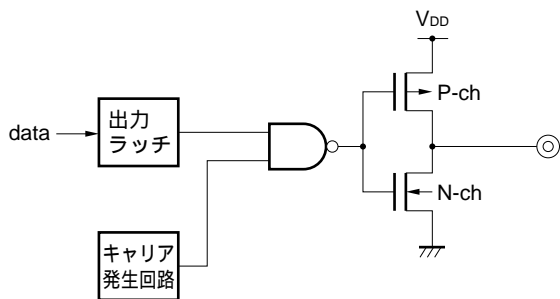 VDD
P-ch
data
出力
ラッチ
N-ch
キャリア
発生回路